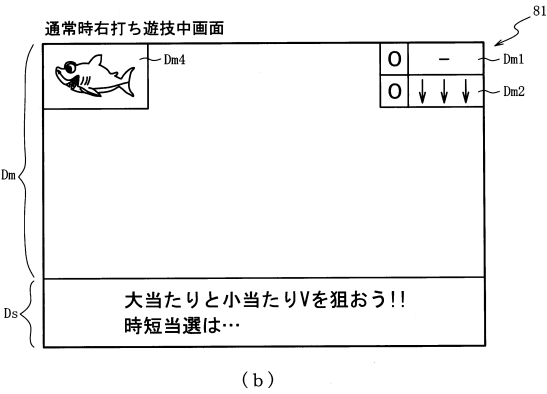 通常時右打ち遊技中画面
81
Dm4
0 － Dm1
0 ↓ ↓ ↓ Dm2
Dm
大当たりと小当たりVを狙おう!!
時短当選は…
Ds
(b)